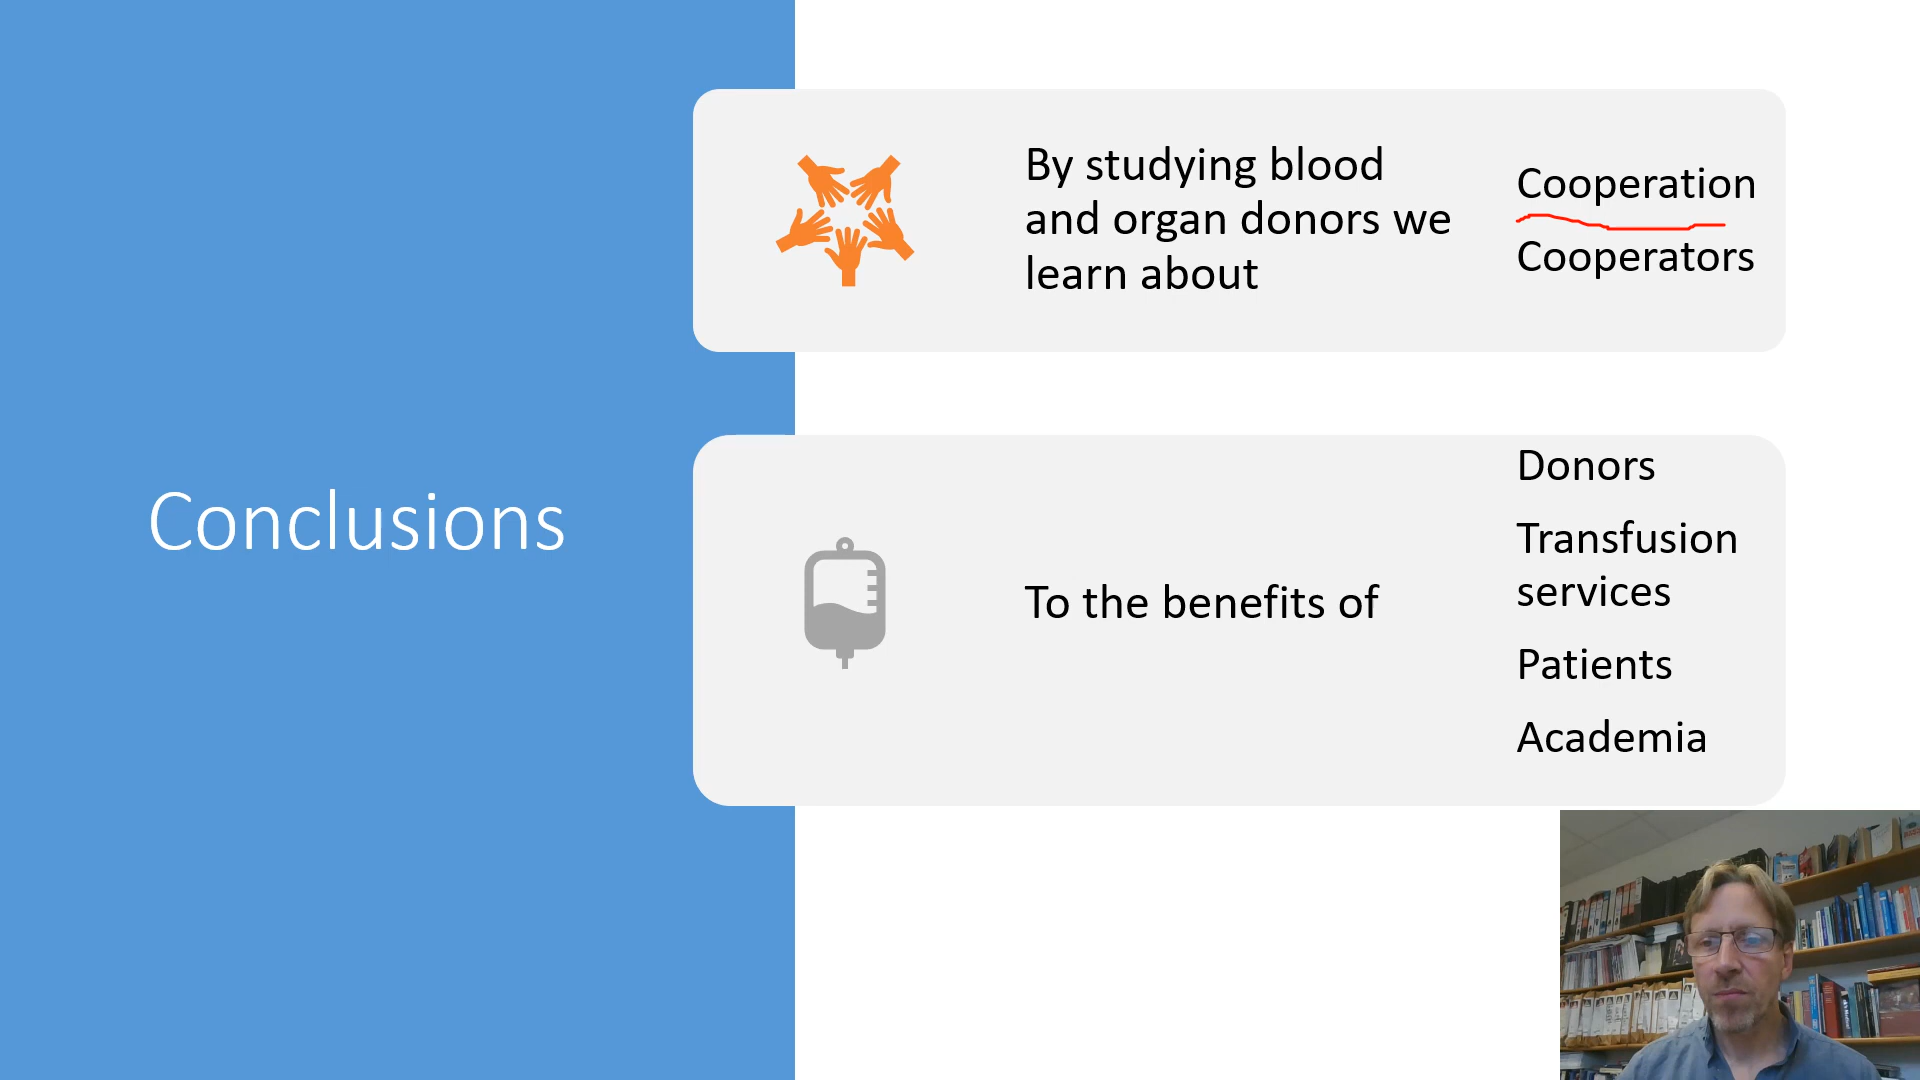 Conclusions
By studying blood
and organ donors we
learn about
Cooperation
Cooperators
To the benefits of
Donors
Transfusion
services
Patients
Academia